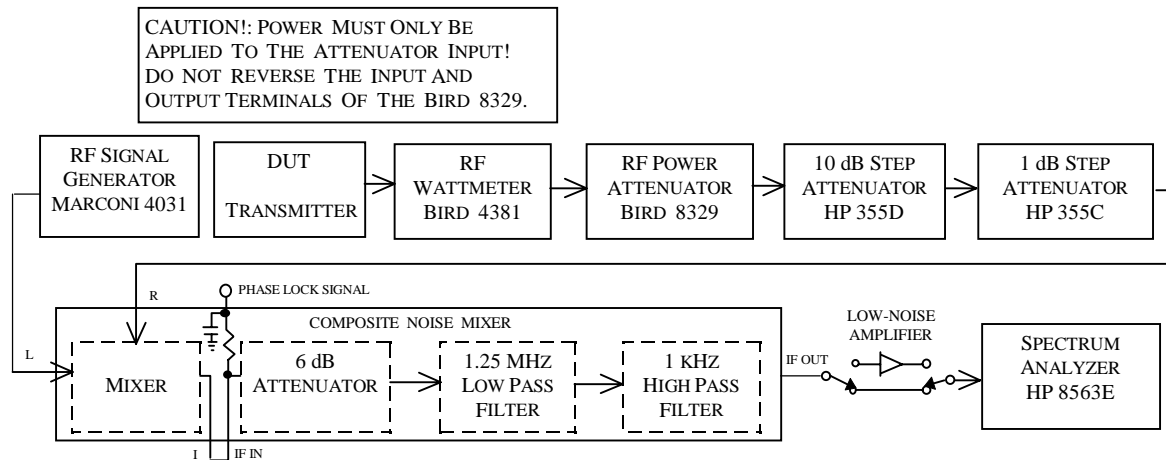 CAUTION!: POWER MUST ONLY BE
APPLIED TO THE ATTENUATOR INPUT!
DO NOT REVERSE THE INPUT AND
OUTPUT TERMINALS OF THE BIRD 8329.
RF SIGNAL
GENERATOR
MARCONI 4031
DUT
TRANSMITTER
RF
WATTMETER
BIRD 4381
RF POWER
ATTENUATOR
BIRD 8329
10 dB STEP
ATTENUATOR
HP 355D
1 dB STEP
ATTENUATOR
HP 355C
R
PHASE LOCK SIGNAL
L
COMPOSITE NOISE MIXER
MIXER
6 dB
ATTENUATOR
1.25 MHZ
LOW PASS
FILTER
1 KHZ
HIGH PASS
FILTER
IF OUT
LOW-NOISE
AMPLIFIER
SPECTRUM
ANALYZER
HP 8563E
I
IF IN